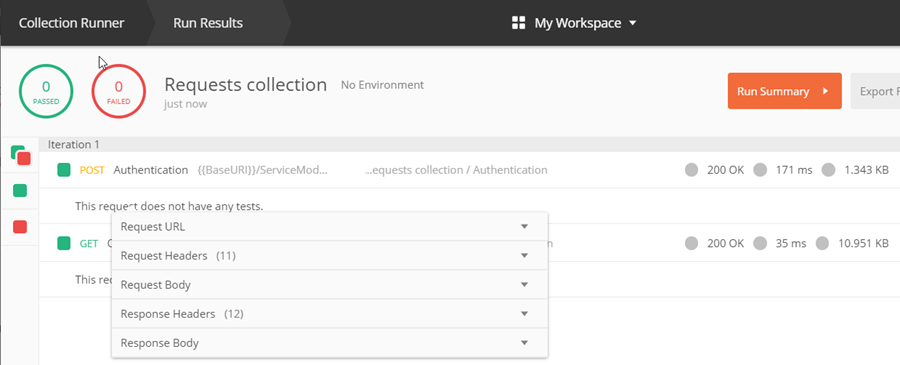 Collection Runner Run Results My Workspace
0 PASSED 0 FAILED Requests collection No Environment
just now
Run Summary Export
Iteration 1
POST Authentication {{BaseURI}}/ServiceMod... ...equests collection / Authentication 200 OK 171 ms 1.343 KB
This request does not have any tests.
Request URL
GET 200 OK 35 ms 10.951 KB
Request Headers (11)
This
Request Body
Response Headers (12)
Response Body